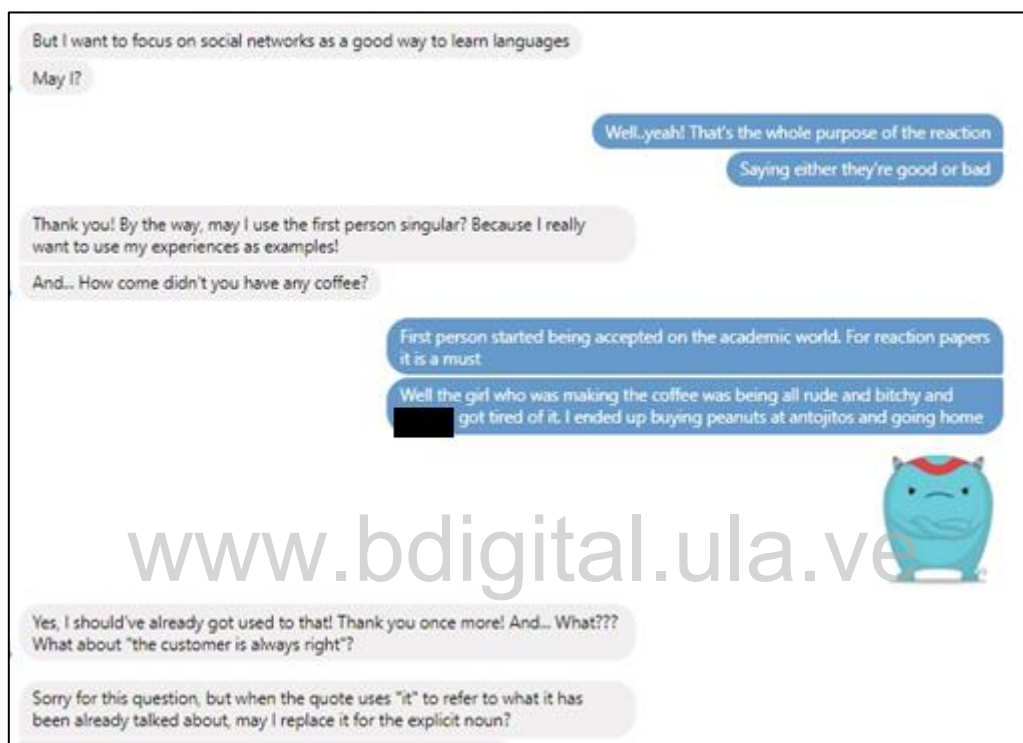 But I want to focus on social networks as a good way to learn languages
May I?
Well..yeah! That's the whole purpose of the reaction
Saying either they're good or bad
Thank you! By the way, may I use the first person singular? Because I really
want to use my experiences as examples!
And... How come didn't you have any coffee?
First person started being accepted on the academic world. For reaction papers
it is a must
Well the girl who was making the coffee was being all rude and bitchy and
got tired of it. I ended up buying peanuts at antojitos and going home
www.bdigital.ula.ve
Yes, I should've already got used to that! Thank you once more! And... What???
What about "the customer is always right"?
Sorry for this question, but when the quote uses "it" to refer to what it has
been already talked about, may I replace it for the explicit noun?